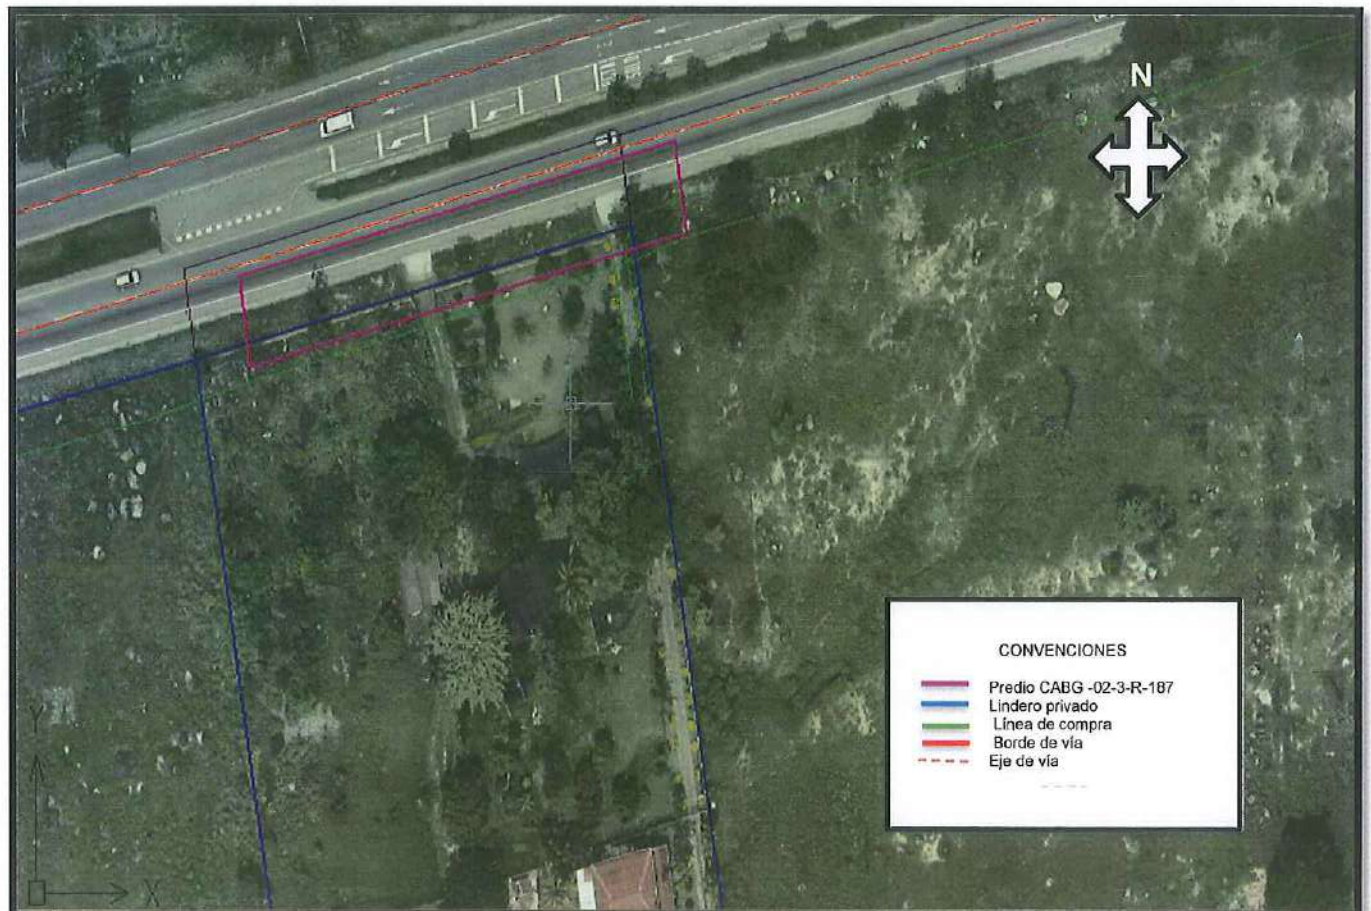 N
CONVENCIONES
Predio CABG -02-3-R-187
Lindero privado
Línea de compra
Borde de vía
Eje de vía
Y
X